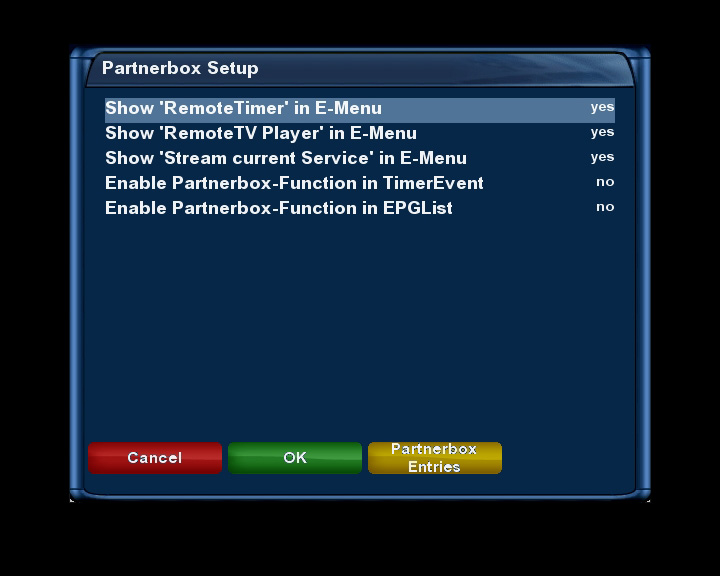 Partnerbox Setup
Show 'RemoteTimer' in E-Menu yes
Show 'RemoteTV Player' in E-Menu yes
Show 'Stream current Service' in E-Menu yes
Enable Partnerbox-Function in TimerEvent no
Enable Partnerbox-Function in EPGList no
Cancel OK Partnerbox
Entries